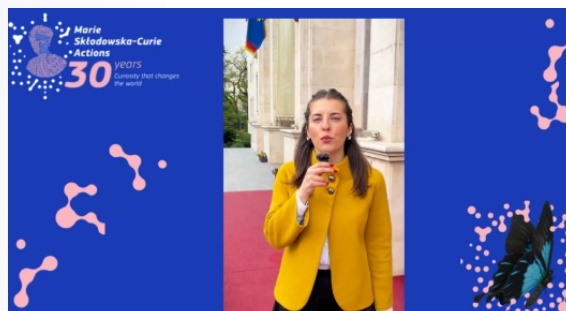 Marie
Skłodowska-Curie
Actions
30 years
Curiosity that changes
the world